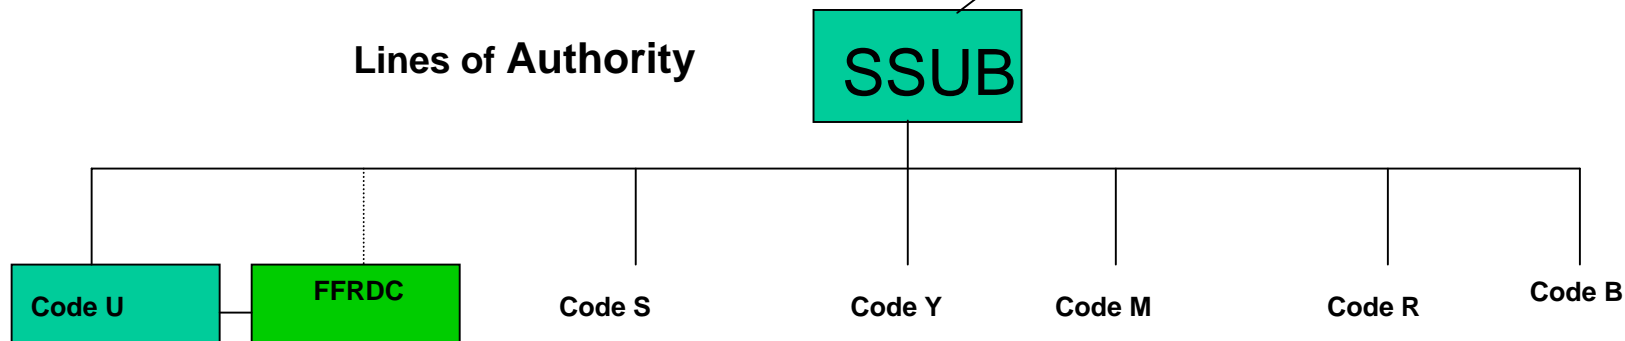 Lines of Authority
SSUB
Code U
FFRDC
Code S
Code Y
Code M
Code R
Code B